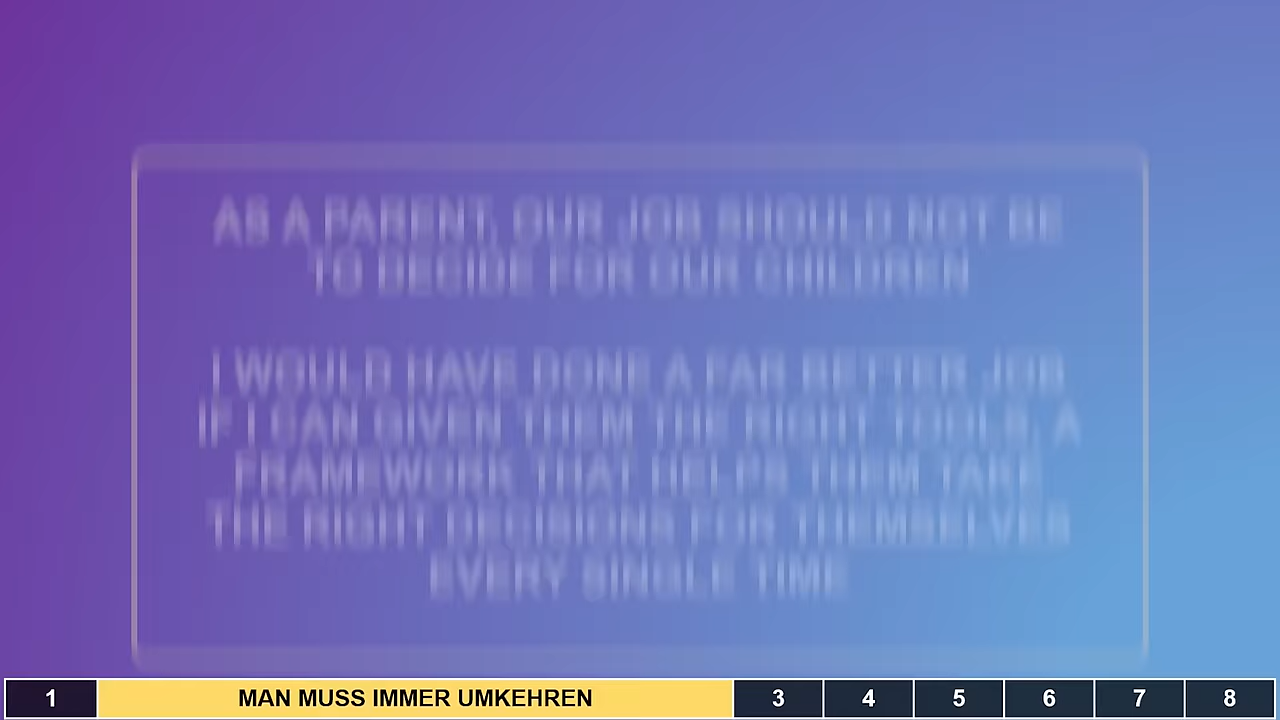 AS A PARENT, OUR JOB SHOULD NOT BE
TO DECIDE FOR OUR CHILDREN
I WOULD HAVE DONE A FAR BETTER JOB
IF I CAN GIVEN THEM THE RIGHT TOOLS, A
FRAMEWORK THAT HELPS THEM TAKE
THE RIGHT DECISIONS FOR THEMSELVES
EVERY SINGLE TIME
1 MAN MUSS IMMER UMKEHREN 3 4 5 6 7 8